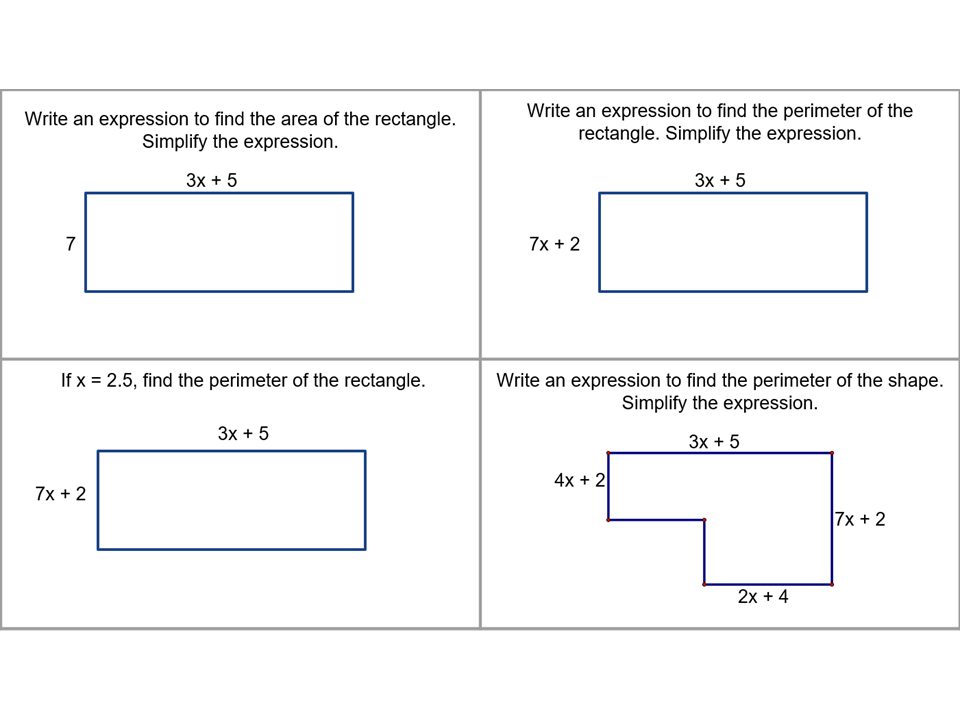 Write an expression to find the area of the rectangle.
Simplify the expression.
3x + 5
7
Write an expression to find the perimeter of the
rectangle. Simplify the expression.
3x + 5
7x + 2
If x = 2.5, find the perimeter of the rectangle.
3x + 5
7x + 2
Write an expression to find the perimeter of the shape.
Simplify the expression.
3x + 5
4x + 2
7x + 2
2x + 4